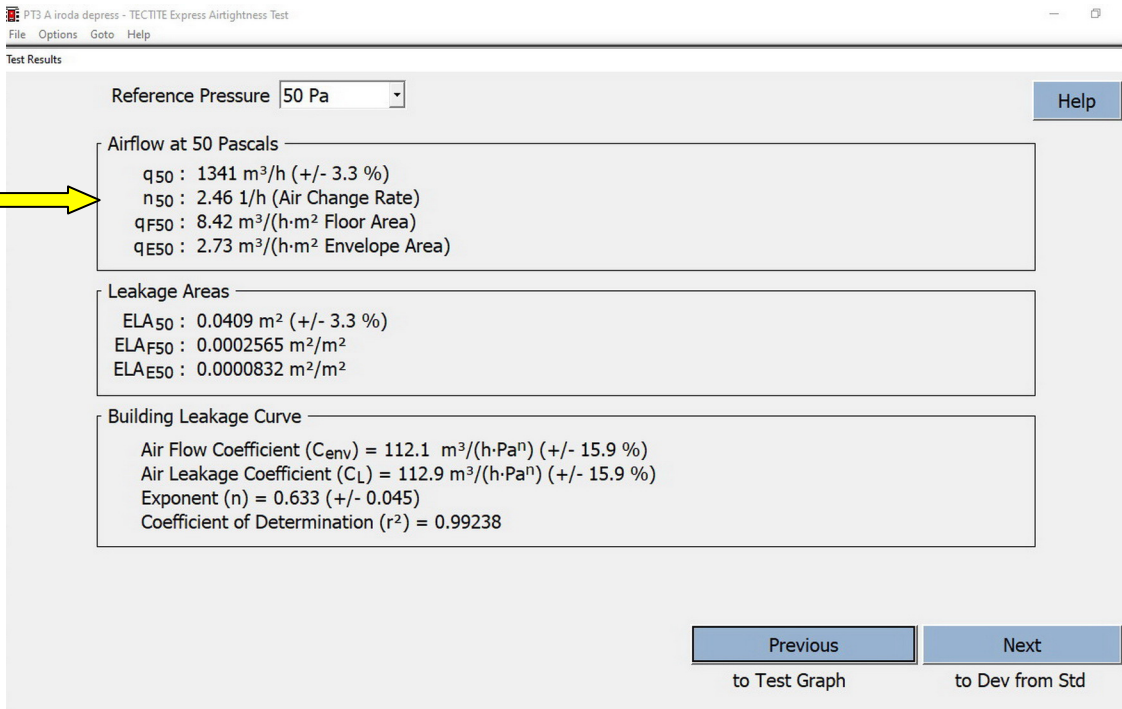 PT3 A iroda depress - TECTITE Express Airtightness Test
File Options Goto Help
Test Results
Reference Pressure 50 Pa
Help
Airflow at 50 Pascals
q50 : 1341 m³/h (+/- 3.3 %)
n50 : 2.46 1/h (Air Change Rate)
qF50 : 8.42 m³/(h·m² Floor Area)
qE50 : 2.73 m³/(h·m² Envelope Area)
Leakage Areas
ELA50 : 0.0409 m² (+/- 3.3 %)
ELAF50 : 0.0002565 m²/m²
ELAE50 : 0.0000832 m²/m²
Building Leakage Curve
Air Flow Coefficient (Cenv) = 112.1 m³/(h·Paⁿ) (+/- 15.9 %)
Air Leakage Coefficient (CL) = 112.9 m³/(h·Paⁿ) (+/- 15.9 %)
Exponent (n) = 0.633 (+/- 0.045)
Coefficient of Determination (r²) = 0.99238
Previous Next
to Test Graph to Dev from Std